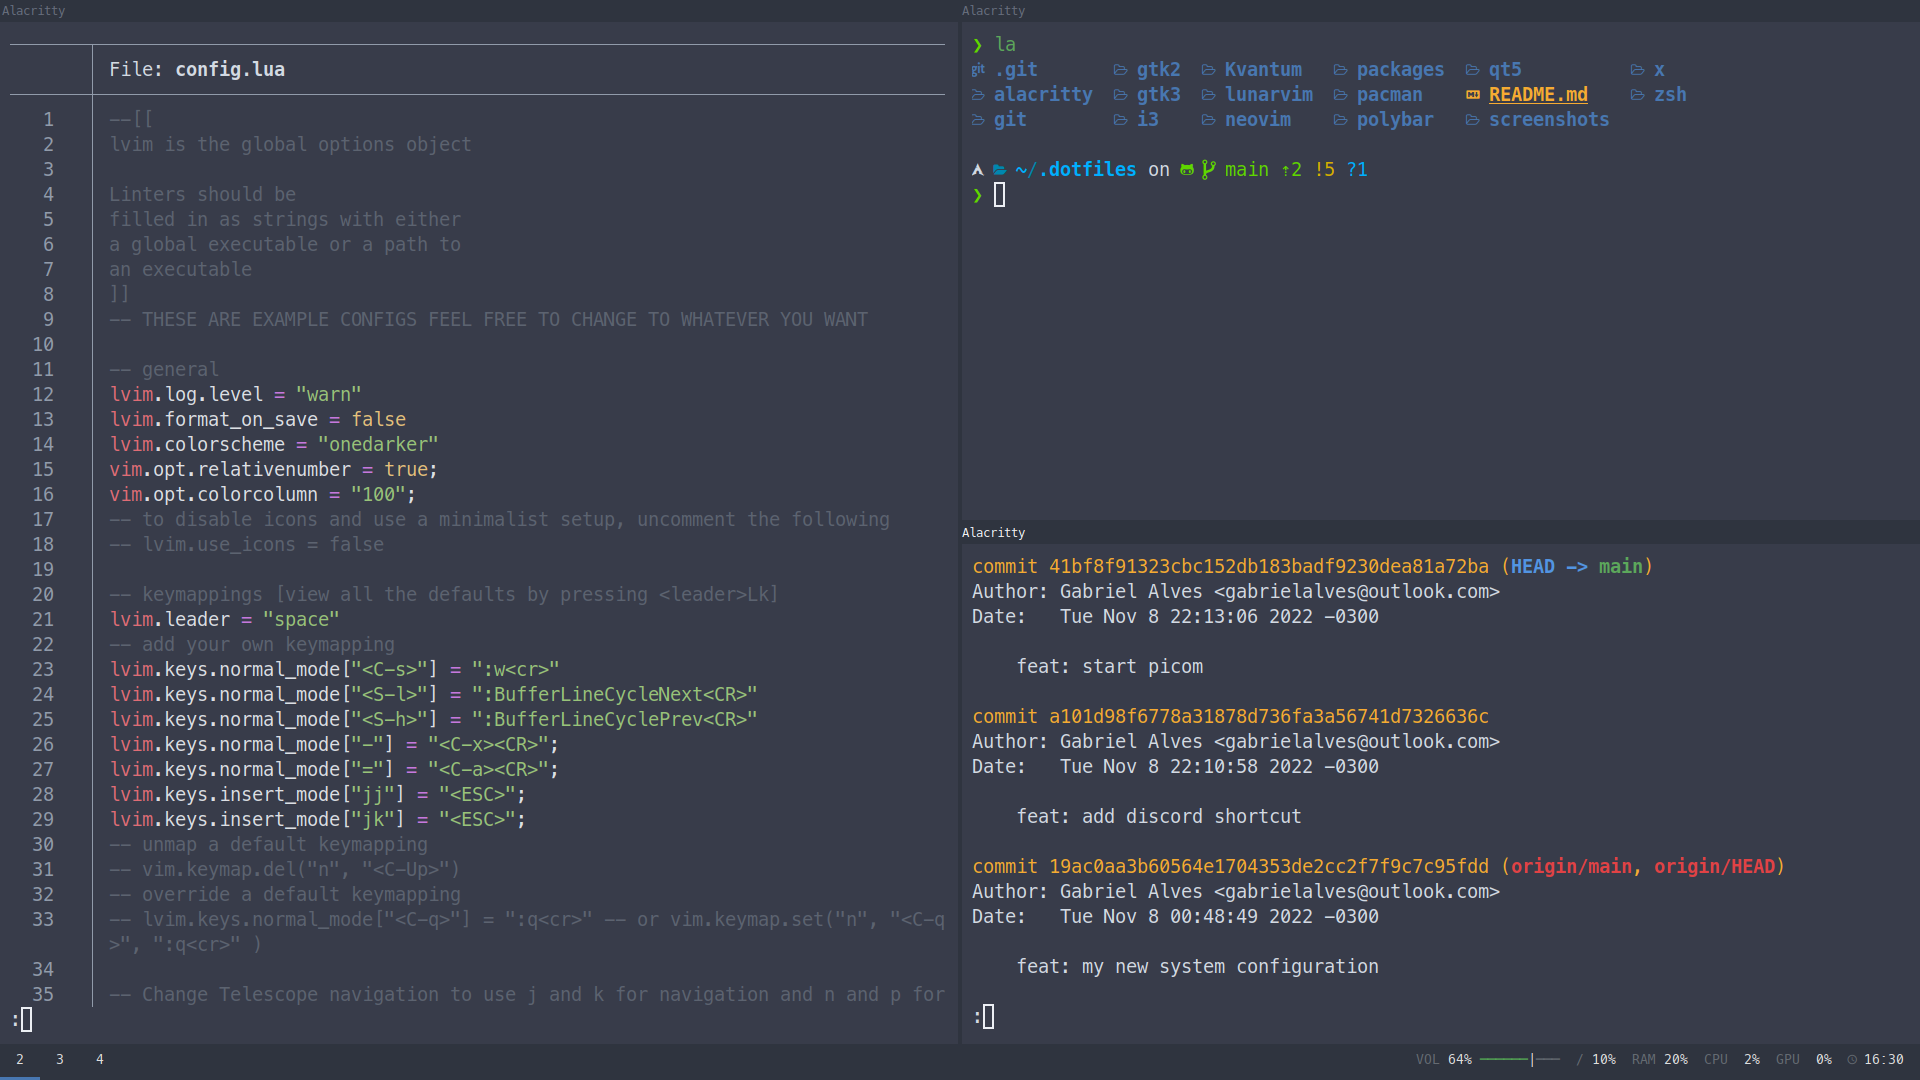 Alacritty
File: config.lua
1 --[[
2 lvim is the global options object
3
4 Linters should be
5 filled in as strings with either
6 a global executable or a path to
7 an executable
8 ]]
9 -- THESE ARE EXAMPLE CONFIGS FEEL FREE TO CHANGE TO WHATEVER YOU WANT
10
11 -- general
12 lvim.log.level = "warn"
13 lvim.format_on_save = false
14 lvim.colorscheme = "onedarker"
15 vim.opt.relativenumber = true;
16 vim.opt.colorcolumn = "100";
17 -- to disable icons and use a minimalist setup, uncomment the following
18 -- lvim.use_icons = false
19
20 -- keymappings [view all the defaults by pressing <leader>Lk]
21 lvim.leader = "space"
22 -- add your own keymapping
23 lvim.keys.normal_mode["<C-s>"] = ":w<cr>"
24 lvim.keys.normal_mode["<S-l>"] = ":BufferLineCycleNext<CR>"
25 lvim.keys.normal_mode["<S-h>"] = ":BufferLineCyclePrev<CR>"
26 lvim.keys.normal_mode["-"] = "<C-x><CR>";
27 lvim.keys.normal_mode["="] = "<C-a><CR>";
28 lvim.keys.insert_mode["jj"] = "<ESC>";
29 lvim.keys.insert_mode["jk"] = "<ESC>";
30 -- unmap a default keymapping
31 -- vim.keymap.del("n", "<C-Up>")
32 -- override a default keymapping
33 -- lvim.keys.normal_mode["<C-q>"] = ":q<cr>" -- or vim.keymap.set("n", "<C-q
>", ":q<cr>" )
34
35 -- Change Telescope navigation to use j and k for navigation and n and p for
:
Alacritty
❯ la
git .git gtk2 Kvantum packages qt5 x
alacritty gtk3 lunarvim pacman README.md zsh
git i3 neovim polybar screenshots
~/.dotfiles on main ⇡2 !5 ?1
❯
Alacritty
commit 41bf8f91323cbc152db183badf9230dea81a72ba (HEAD -> main)
Author: Gabriel Alves <gabrielalves@outlook.com>
Date:   Tue Nov 8 22:13:06 2022 -0300
feat: start picom
commit a101d98f6778a31878d736fa3a56741d7326636c
Author: Gabriel Alves <gabrielalves@outlook.com>
Date:   Tue Nov 8 22:10:58 2022 -0300
feat: add discord shortcut
commit 19ac0aa3b60564e1704353de2cc2f7f9c7c95fdd (origin/main, origin/HEAD)
Author: Gabriel Alves <gabrielalves@outlook.com>
Date:   Tue Nov 8 00:48:49 2022 -0300
feat: my new system configuration
:
2 3 4 VOL 64% / 10% RAM 20% CPU 2% GPU 0% 16:30